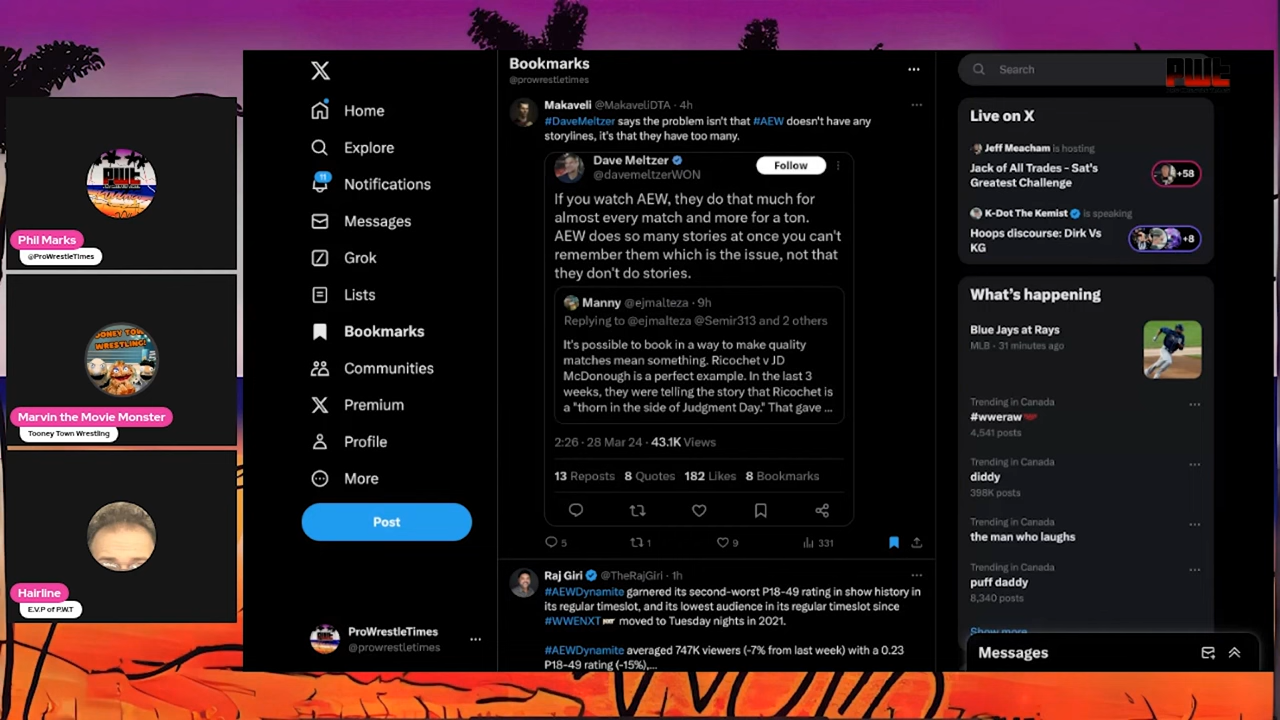 Phil Marks
@ProWrestleTimes
TOONEY TOWN
WRESTLING!
Marvin the Movie Monster
Tooney Town Wrestling
Hairline
E.V.P of P.W.T
Home
Explore
11
Notifications
Messages
Grok
Lists
Bookmarks
Communities
Premium
Profile
More
Post
ProWrestleTimes
@prowrestletimes
Bookmarks
@prowrestletimes
Makaveli @MakaveliDTA · 4h
#DaveMeltzer says the problem isn't that #AEW doesn't have any
storylines, it's that they have too many.
Dave Meltzer
@davemeltzerWON
Follow
If you watch AEW, they do that much for
almost every match and more for a ton.
AEW does so many stories at once you can't
remember them which is the issue, not that
they don't do stories.
Manny @ejmalteza · 9h
Replying to @ejmalteza @Semir313 and 2 others
It's possible to book in a way to make quality
matches mean something. Ricochet v JD
McDonough is a perfect example. In the last 3
weeks, they were telling the story that Ricochet is
a "thorn in the side of Judgment Day." That gave ...
2:26 · 28 Mar 24 · 43.1K Views
13 Reposts 8 Quotes 182 Likes 8 Bookmarks
5 1 9 331
Raj Giri @TheRajGiri · 1h
#AEWDynamite garnered its second-worst P18-49 rating in show history in
its regular timeslot, and its lowest audience in its regular timeslot since
#WWENXT moved to Tuesday nights in 2021.
#AEWDynamite averaged 747K viewers (-7% from last week) with a 0.23
P18-49 rating (-15%),...
Search
PWT
Live on X
Jeff Meacham is hosting
Jack of All Trades - Sat's
Greatest Challenge
+58
K-Dot The Kemist is speaking
Hoops discourse: Dirk Vs
KG
+8
What's happening
Blue Jays at Rays
MLB · 31 minutes ago
Trending in Canada
#wweraw
4,541 posts
Trending in Canada
diddy
398K posts
Trending in Canada
the man who laughs
Trending in Canada
puff daddy
8,340 posts
Show more
Messages